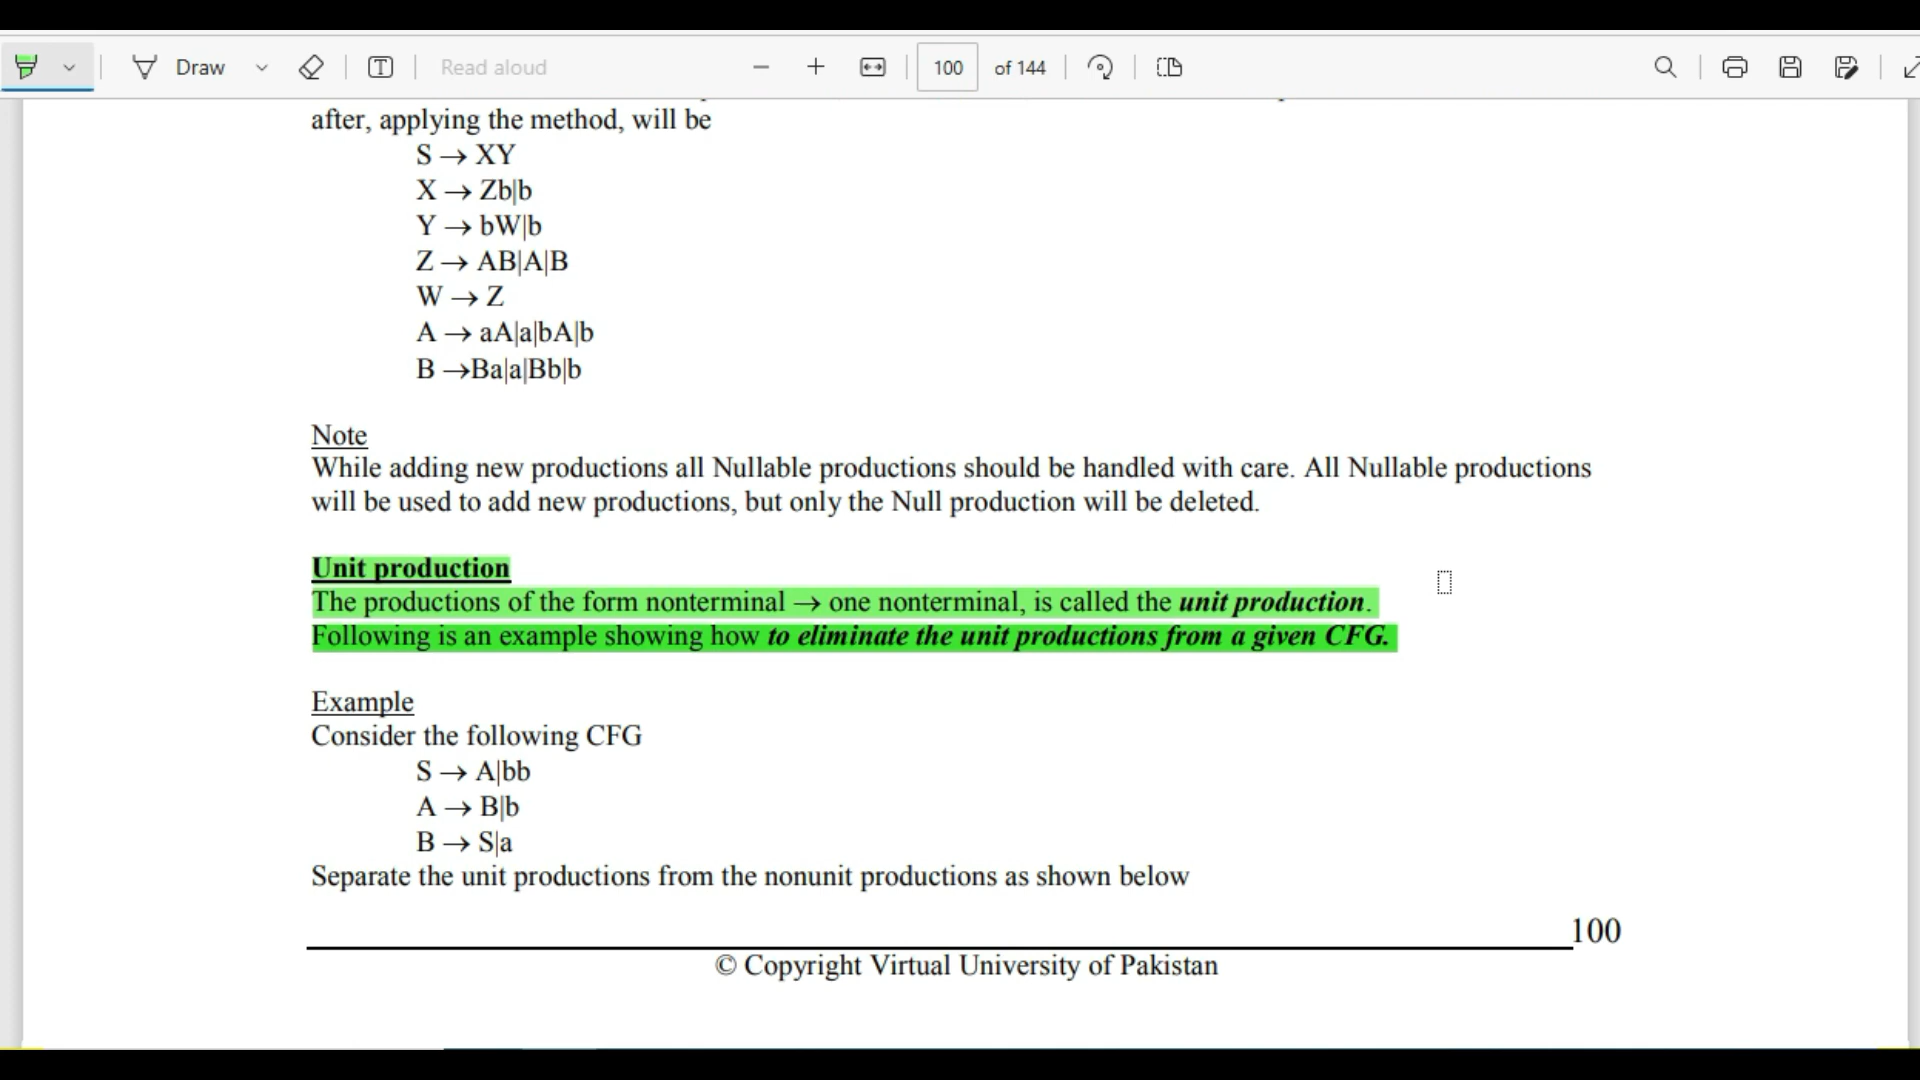 Draw
Read aloud
100 of 144
after, applying the method, will be
S → XY
X → Zb|b
Y → bW|b
Z → AB|A|B
W → Z
A → aA|a|bA|b
B →Ba|a|Bb|b
Note
While adding new productions all Nullable productions should be handled with care. All Nullable productions
will be used to add new productions, but only the Null production will be deleted.
Unit production
The productions of the form nonterminal → one nonterminal, is called the unit production.
Following is an example showing how to eliminate the unit productions from a given CFG.
Example
Consider the following CFG
S → A|bb
A → B|b
B → S|a
Separate the unit productions from the nonunit productions as shown below
100
© Copyright Virtual University of Pakistan